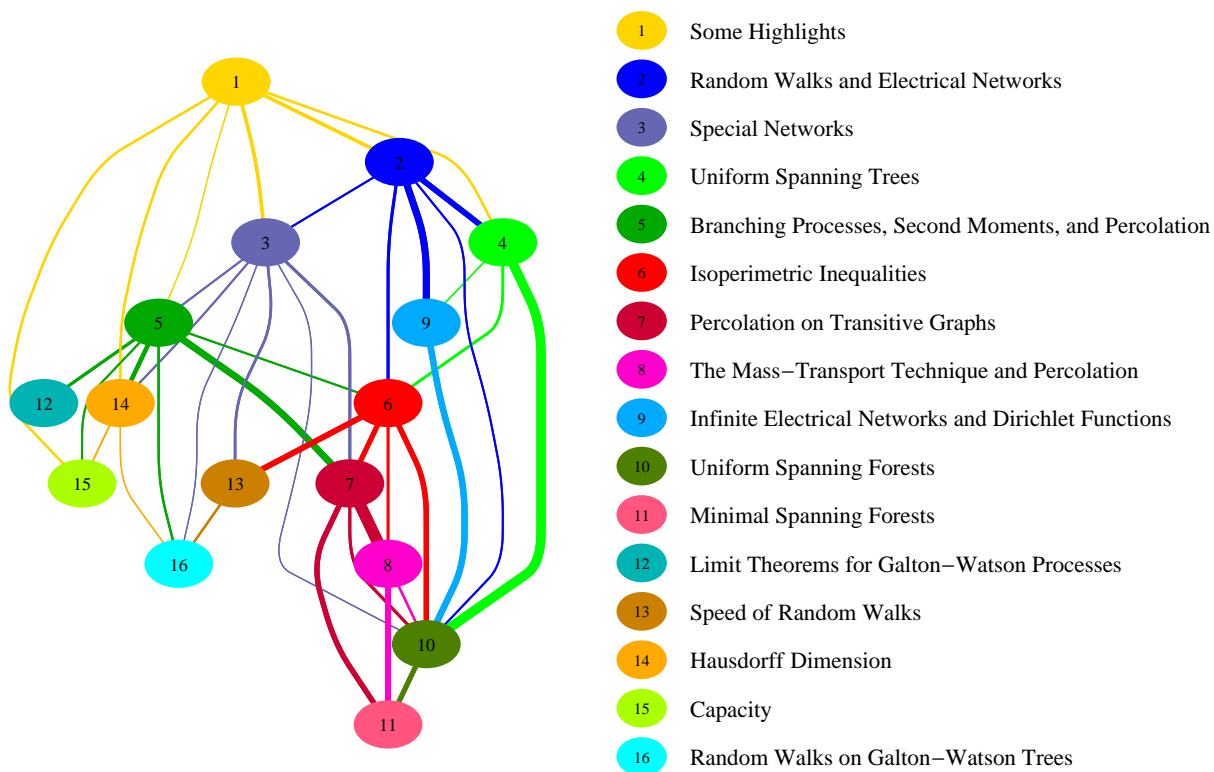 1
2
3
4
5
9
12
14
6
15
13
7
16
8
10
11
1 Some Highlights
2 Random Walks and Electrical Networks
3 Special Networks
4 Uniform Spanning Trees
5 Branching Processes, Second Moments, and Percolation
6 Isoperimetric Inequalities
7 Percolation on Transitive Graphs
8 The Mass−Transport Technique and Percolation
9 Infinite Electrical Networks and Dirichlet Functions
10 Uniform Spanning Forests
11 Minimal Spanning Forests
12 Limit Theorems for Galton−Watson Processes
13 Speed of Random Walks
14 Hausdorff Dimension
15 Capacity
16 Random Walks on Galton−Watson Trees